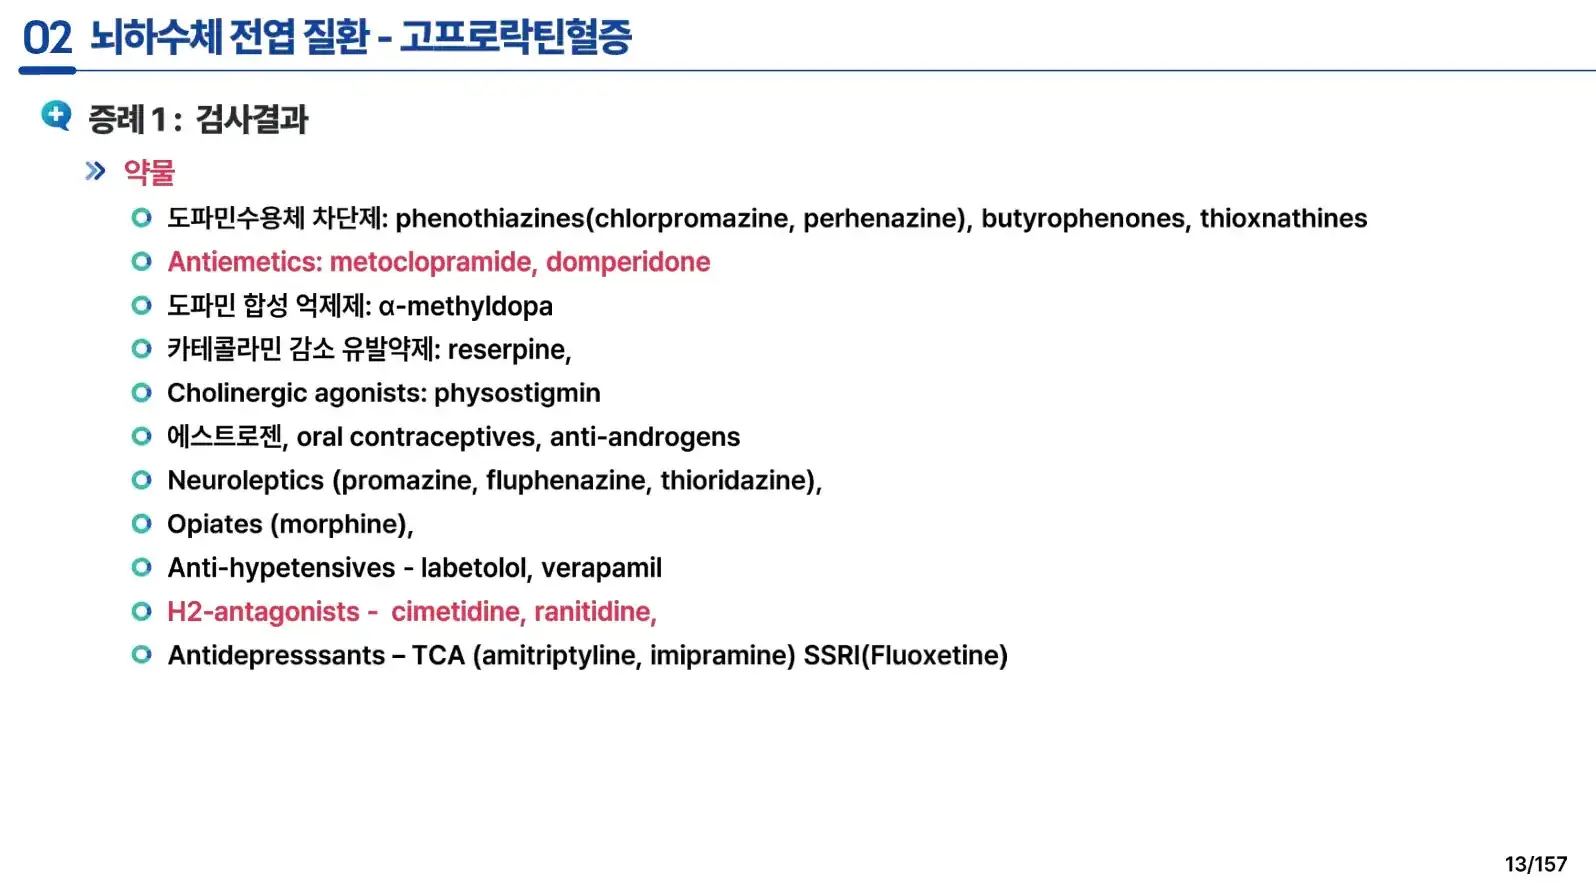 02 뇌하수체 전엽 질환 - 고프로락틴혈증
증례 1 : 검사결과
약물
도파민수용체 차단제: phenothiazines(chlorpromazine, perhenazine), butyrophenones, thioxnathines
Antiemetics: metoclopramide, domperidone
도파민 합성 억제제: α-methyldopa
카테콜라민 감소 유발약제: reserpine,
Cholinergic agonists: physostigmin
에스트로젠, oral contraceptives, anti-androgens
Neuroleptics (promazine, fluphenazine, thioridazine),
Opiates (morphine),
Anti-hypetensives - labetolol, verapamil
H2-antagonists - cimetidine, ranitidine,
Antidepresssants – TCA (amitriptyline, imipramine) SSRI(Fluoxetine)
13/157